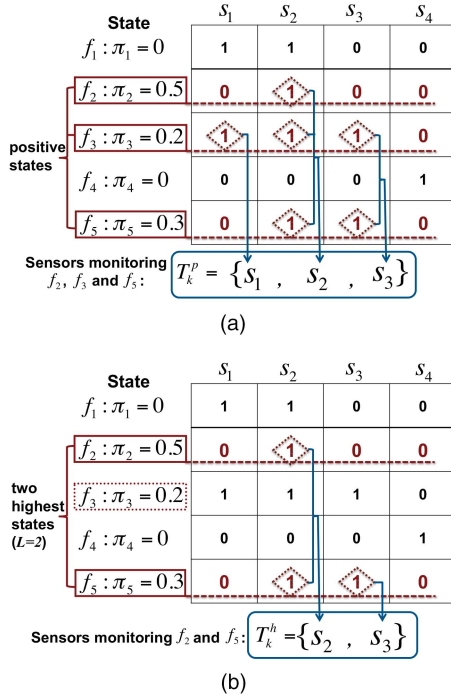 State s₁ s₂ s₃ s₄
f₁ : π₁ = 0 1 1 0 0
f₂ : π₂ = 0.5 0 1 0 0
positive states
f₃ : π₃ = 0.2 1 1 1 0
f₄ : π₄ = 0 0 0 0 1
f₅ : π₅ = 0.3 0 1 1 0
Sensors monitoring
f₂, f₃ and f₅:
Tₖᵖ = {s₁ , s₂ , s₃}
(a)
State s₁ s₂ s₃ s₄
f₁ : π₁ = 0 1 1 0 0
f₂ : π₂ = 0.5 0 1 0 0
two highest states (L=2)
f₃ : π₃ = 0.2 1 1 1 0
f₄ : π₄ = 0 0 0 0 1
f₅ : π₅ = 0.3 0 1 1 0
Sensors monitoring f₂ and f₅: Tₖʰ = {s₂ , s₃}
(b)